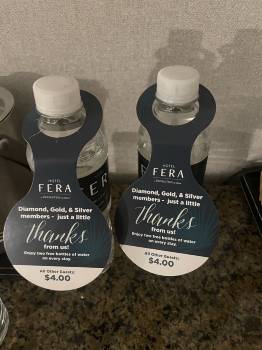 HOTEL
FERA
Diamond, Gold, & Silver
members - just a little
thanks
from us!
Enjoy two free bottles of water
on every stay.
All Other Guests:
$4.00
HOTEL
FERA
Diamond, Gold, & Silver
members - just a little
thanks
from us!
Enjoy two free bottles of water
on every stay.
All Other Guests:
$4.00